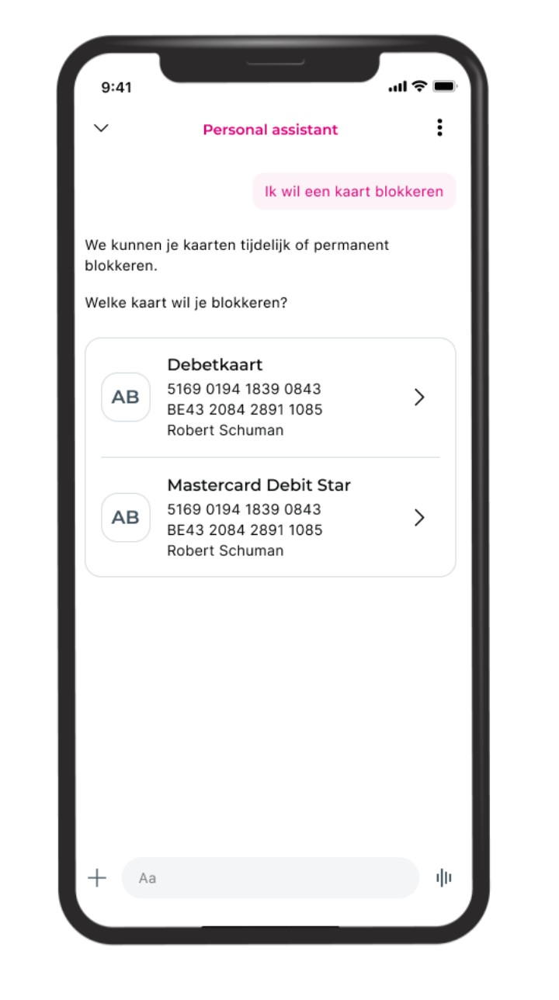 9:41
Personal assistant
Ik wil een kaart blokkeren
We kunnen je kaarten tijdelijk of permanent
blokkeren.
Welke kaart wil je blokkeren?
Debetkaart
AB
5169 0194 1839 0843
BE43 2084 2891 1085
Robert Schuman
Mastercard Debit Star
AB
5169 0194 1839 0843
BE43 2084 2891 1085
Robert Schuman
Aa